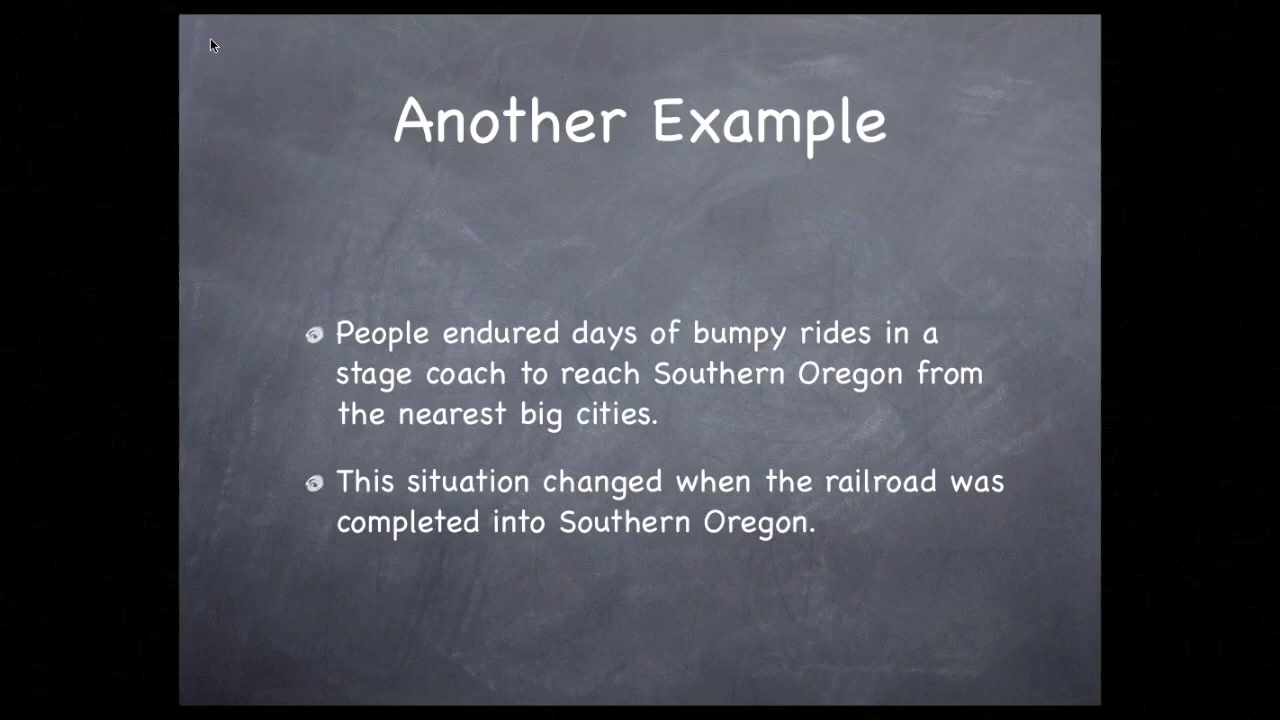 Another Example
People endured days of bumpy rides in a
stage coach to reach Southern Oregon from
the nearest big cities.
This situation changed when the railroad was
completed into Southern Oregon.